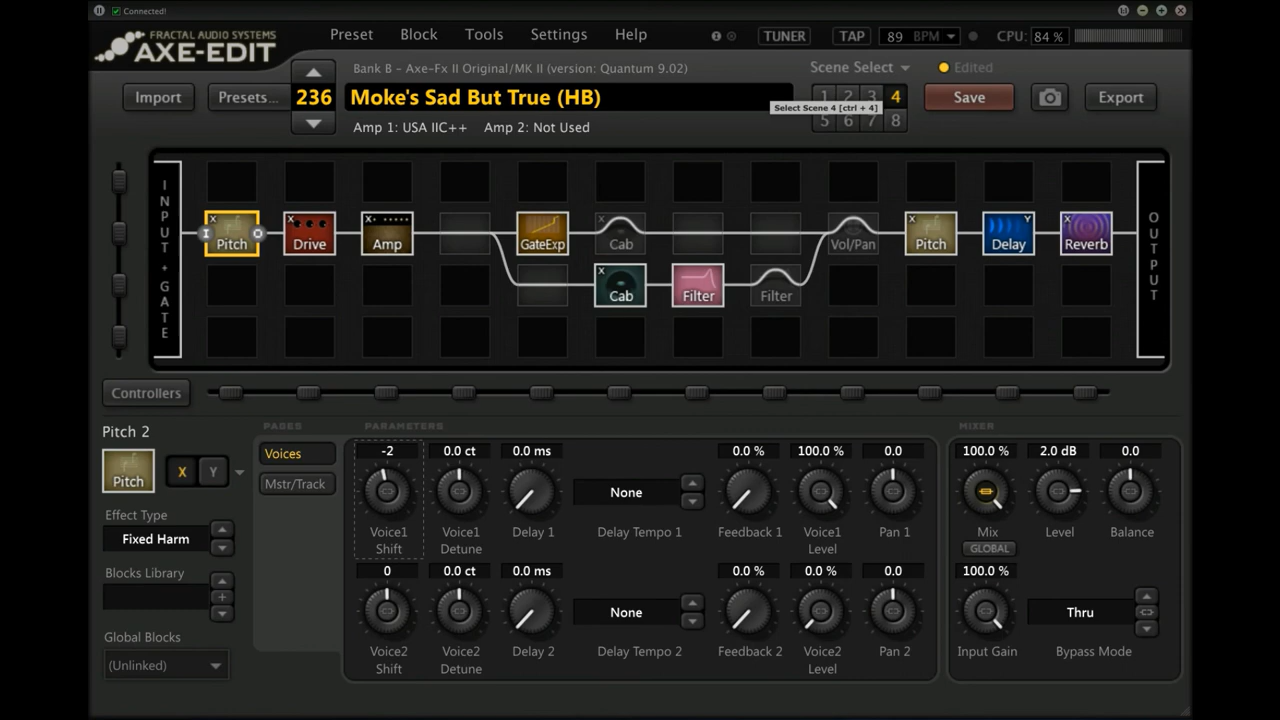 Connected!
FRACTAL AUDIO SYSTEMS
AXE-EDIT
Preset Block Tools Settings Help
TUNER TAP 89 BPM CPU: 84 %
Bank B - Axe-Fx II Original/MK II (version: Quantum 9.02)
Scene Select Edited
Import Presets... 236 Moke's Sad But True (HB)
1 2 3 4
Select Scene 4 [ctrl + 4]
5 6 7 8
Save Export
Amp 1: USA IIC++ Amp 2: Not Used
INPUT + GATE
X Pitch X Drive X Amp GateExp X Cab Vol/Pan X Pitch Y Delay X Reverb
X Cab Filter Filter
OUTPUT
Controllers
Pitch 2
PAGES PARAMETERS MIXER
Pitch X Y
Effect Type
Fixed Harm
Blocks Library
Global Blocks
(Unlinked)
Voices
Mstr/Track
-2 0.0 ct 0.0 ms 0.0 % 100.0 % 0.0
None
Voice1 Shift Voice1 Detune Delay 1 Delay Tempo 1 Feedback 1 Voice1 Level Pan 1
0 0.0 ct 0.0 ms 0.0 % 0.0 % 0.0
None
Voice2 Shift Voice2 Detune Delay 2 Delay Tempo 2 Feedback 2 Voice2 Level Pan 2
100.0 % 2.0 dB 0.0
Mix Level Balance
GLOBAL
100.0 %
Thru
Input Gain Bypass Mode